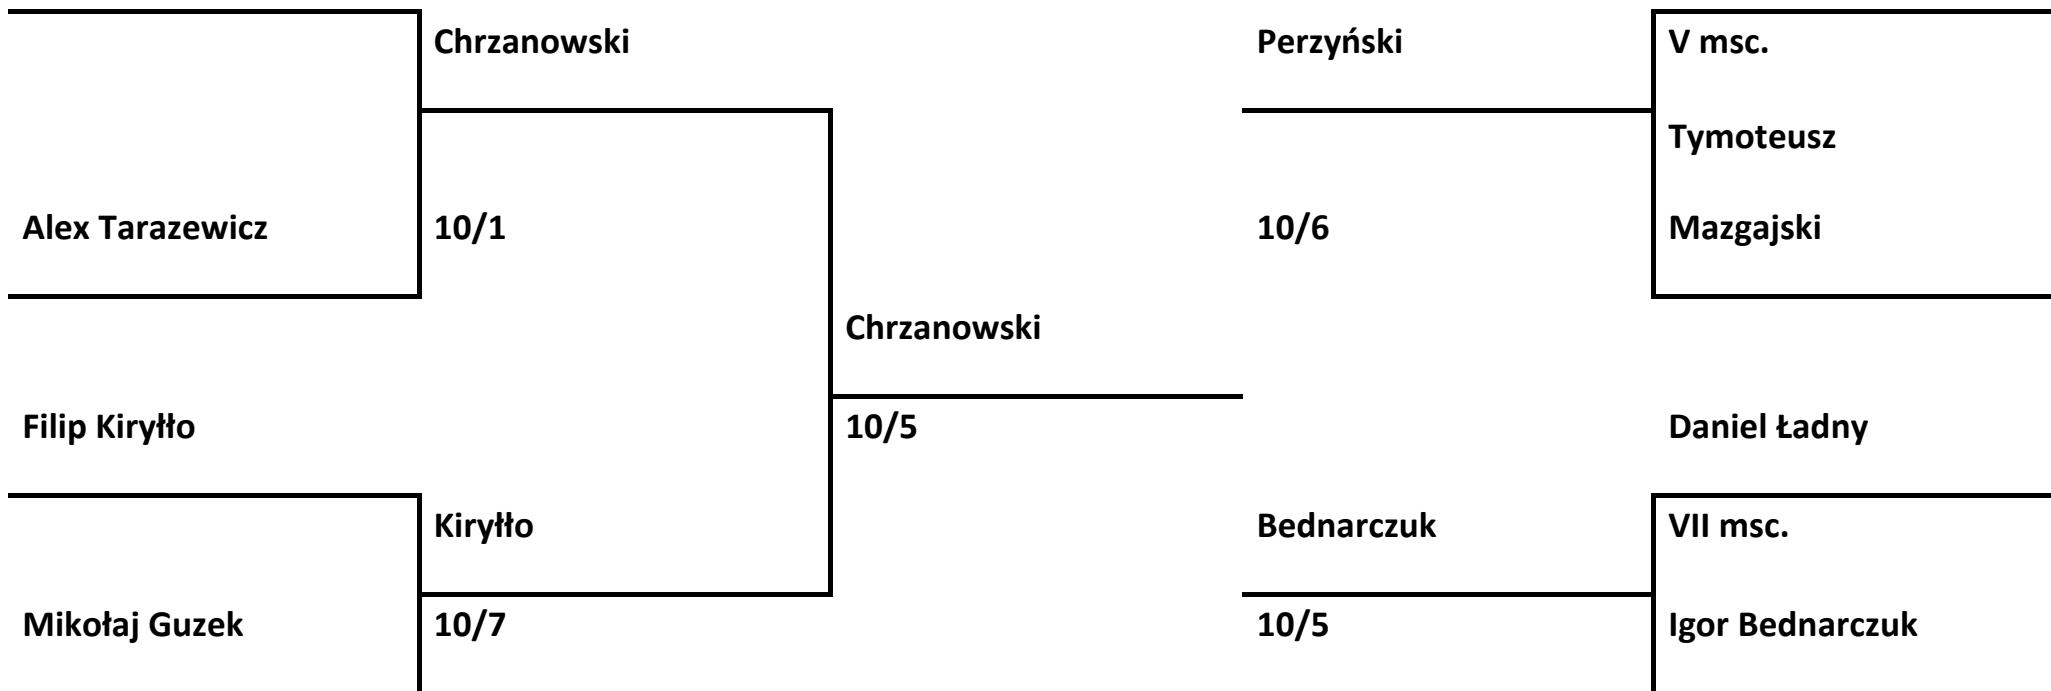 Chrzanowski
Perzyński
V msc.
Tymoteusz
Alex Tarazewicz
10/1
10/6
Mazgajski
Chrzanowski
Filip Kiryłło
10/5
Daniel Ładny
Kiryłło
Bednarczuk
VII msc.
Mikołaj Guzek
10/7
10/5
Igor Bednarczuk